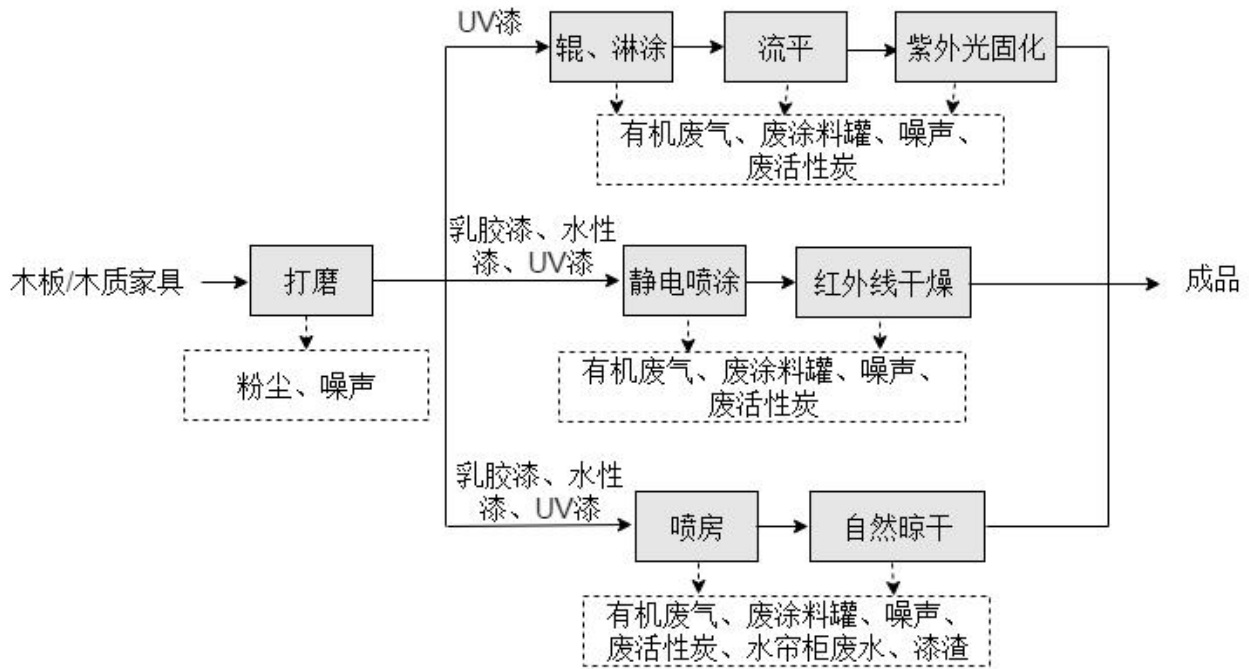 UV漆
辊、淋涂
流平
紫外光固化
有机废气、废涂料罐、噪声、
废活性炭
木板/木质家具
打磨
粉尘、噪声
乳胶漆、水性
漆、UV漆
静电喷涂
红外线干燥
成品
有机废气、废涂料罐、噪声、
废活性炭
乳胶漆、水性
漆、UV漆
喷房
自然晾干
有机废气、废涂料罐、噪声、
废活性炭、水帘柜废水、漆渣